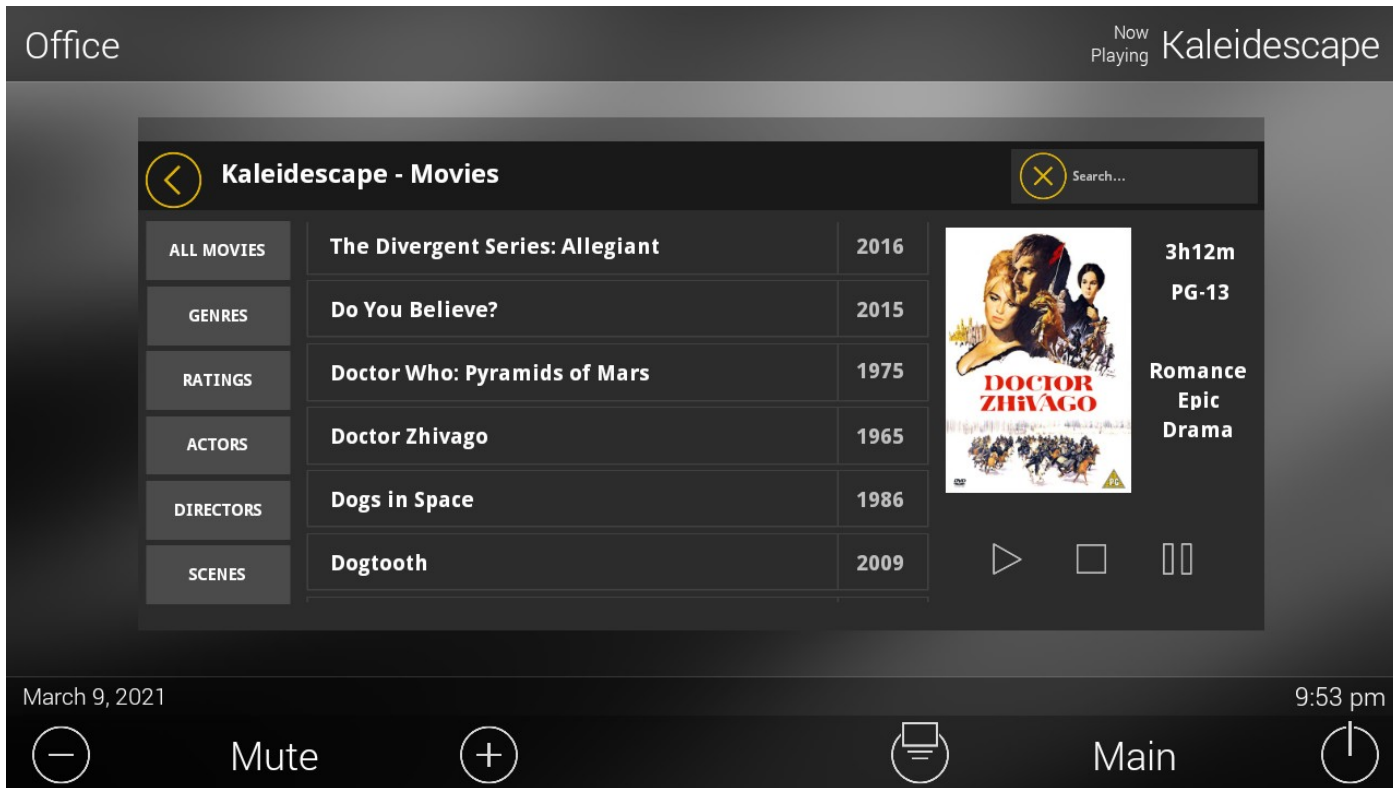 Office
Now
Playing
Kaleidescape
Kaleidescape - Movies
Search...
ALL MOVIES
GENRES
RATINGS
ACTORS
DIRECTORS
SCENES
The Divergent Series: Allegiant 2016
Do You Believe? 2015
Doctor Who: Pyramids of Mars 1975
Doctor Zhivago 1965
Dogs in Space 1986
Dogtooth 2009
DOCTOR
ZHiVAGO
DVD
PG
3h12m
PG-13
Romance
Epic
Drama
March 9, 2021
9:53 pm
Mute
Main